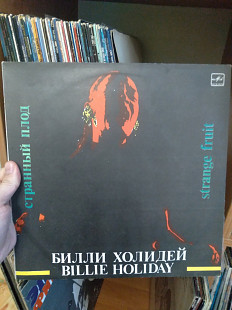 странный плод
strange fruit
БИЛЛИ ХОЛИДЕЙ
BILLIE HOLIDAY